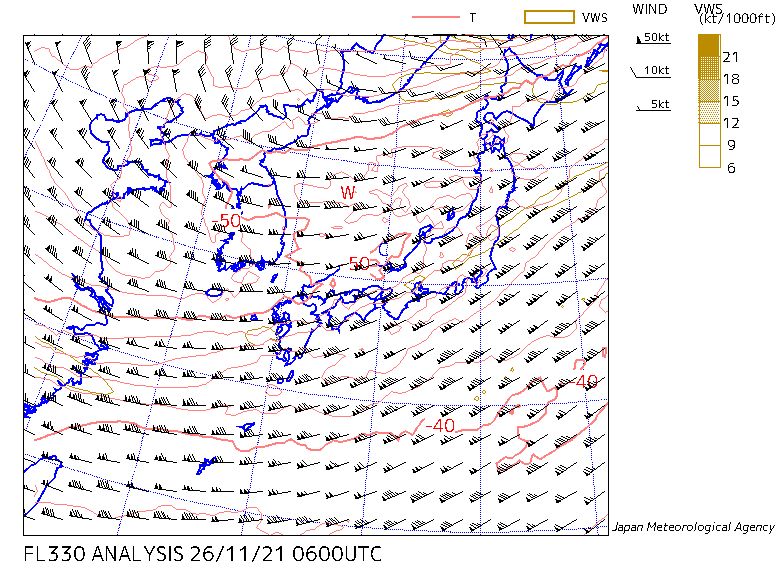 T
VWS
WIND
50kt
10kt
5kt
VWS
(kt/1000ft)
21
18
15
12
9
6
W
-50
C
50
-40
-40
Japan Meteorological Agency
FL330 ANALYSIS 26/11/21 0600UTC